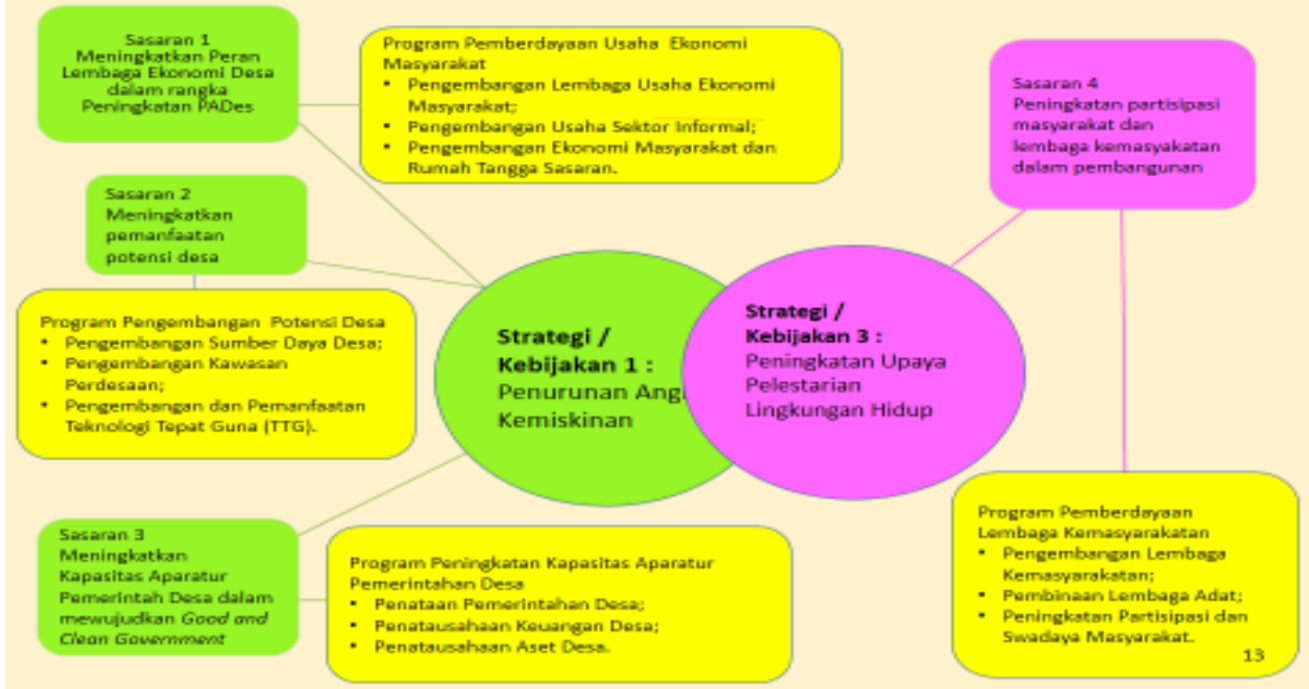 Sasaran 1
Meningkatkan Peran
Lembaga Ekonomi Desa
dalam rangka
Peningkatan PADes
Program Pemberdayaan Usaha Ekonomi
Masyarakat
• Pengembangan Lembaga Usaha Ekonomi
Masyarakat;
• Pengembangan Usaha Sektor Informal;
• Pengembangan Ekonomi Masyarakat dan
Rumah Tangga Sasaran.
Sasaran 4
Peningkatan partisipasi
masyarakat dan
lembaga kemasyakatan
dalam pembangunan
Sasaran 2
Meningkatkan
pemanfaatan
potensi desa
Program Pengembangan Potensi Desa
• Pengembangan Sumber Daya Desa;
• Pengembangan Kawasan
Perdesaan;
• Pengembangan dan Pemanfaatan
Teknologi Tepat Guna (TTG).
Strategi /
Kebijakan 1 :
Penurunan Ang
Kemiskinan
Strategi /
Kebijakan 3 :
Peningkatan Upaya
Pelestarian
Lingkungan Hidup
Sasaran 3
Meningkatkan
Kapasitas Aparatur
Pemerintah Desa dalam
mewujudkan Good and
Clean Government
Program Peningkatan Kapasitas Aparatur
Pemerintahan Desa
• Penataan Pemerintahan Desa;
• Penatausahaan Keuangan Desa;
• Penatausahaan Aset Desa.
Program Pemberdayaan
Lembaga Kemasyarakatan
• Pengembangan Lembaga
Kemasyarakatan;
• Pembinaan Lembaga Adat;
• Peningkatan Partisipasi dan
Swadaya Masyarakat.
13